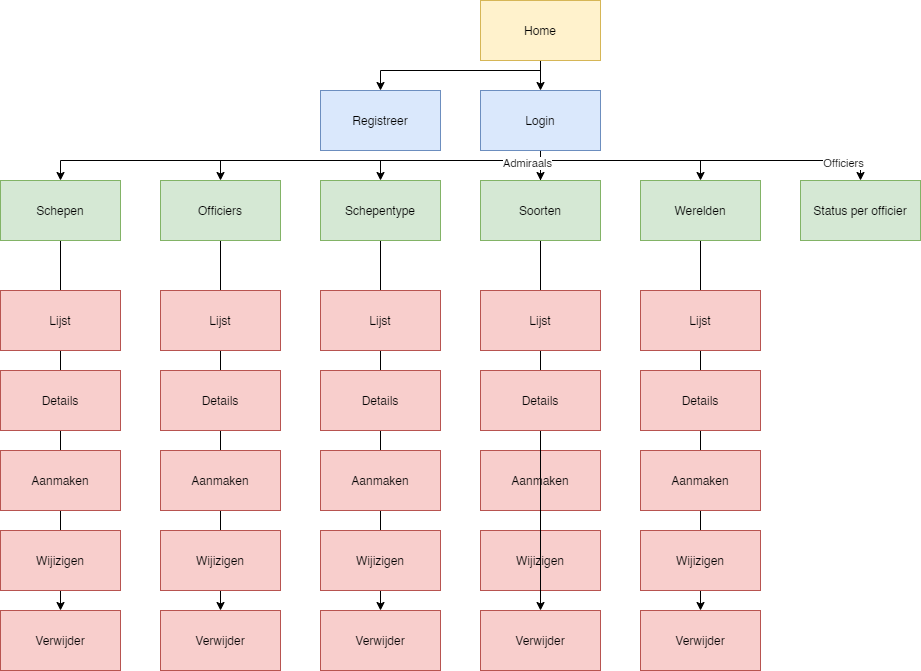 Home
Registreer
Login
Admiraals
Officiers
Schepen
Officiers
Schepentype
Soorten
Werelden
Status per officier
Lijst
Lijst
Lijst
Lijst
Lijst
Details
Details
Details
Details
Details
Aanmaken
Aanmaken
Aanmaken
Aanmaken
Aanmaken
Wijizigen
Wijizigen
Wijizigen
Wijizigen
Wijizigen
Verwijder
Verwijder
Verwijder
Verwijder
Verwijder